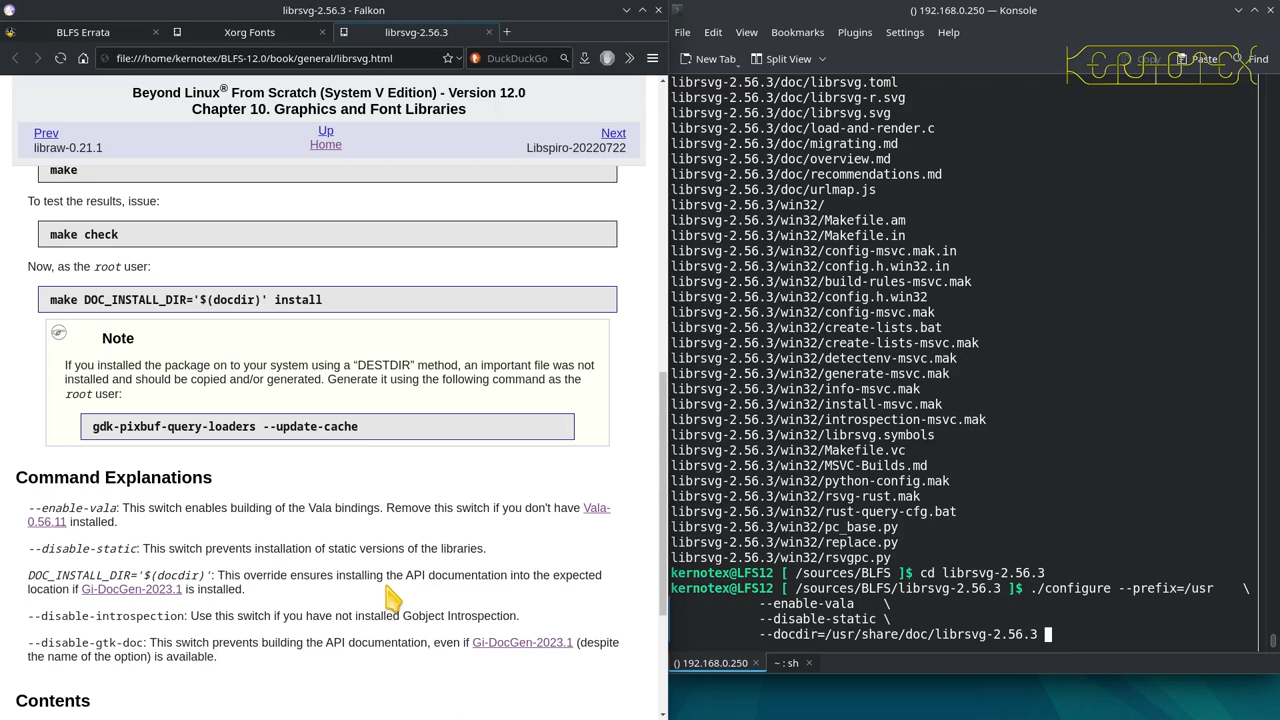 librsvg-2.56.3 - Falkon
BLFS Errata
Xorg Fonts
librsvg-2.56.3
file:///home/kernotex/BLFS-12.0/book/general/librsvg.html
DuckDuckGo
Beyond Linux® From Scratch (System V Edition) - Version 12.0
Chapter 10. Graphics and Font Libraries
Prev
Up
Next
libraw-0.21.1
Home
Libspiro-20220722
make
To test the results, issue:
make check
Now, as the root user:
make DOC_INSTALL_DIR='$(docdir)' install
Note
If you installed the package on to your system using a “DESTDIR” method, an important file was not
installed and should be copied and/or generated. Generate it using the following command as the
root user:
gdk-pixbuf-query-loaders --update-cache
Command Explanations
--enable-vala: This switch enables building of the Vala bindings. Remove this switch if you don't have Vala-
0.56.11 installed.
--disable-static: This switch prevents installation of static versions of the libraries.
DOC_INSTALL_DIR='$(docdir)': This override ensures installing the API documentation into the expected
location if Gi-DocGen-2023.1 is installed.
--disable-introspection: Use this switch if you have not installed Gobject Introspection.
--disable-gtk-doc: This switch prevents building the API documentation, even if Gi-DocGen-2023.1 (despite
the name of the option) is available.
Contents
() 192.168.0.250 — Konsole
File Edit View Bookmarks Plugins Settings Help
New Tab
Split View
Copy
Paste
Find
KERNOTEX
librsvg-2.56.3/doc/librsvg.toml
librsvg-2.56.3/doc/librsvg-r.svg
librsvg-2.56.3/doc/librsvg.svg
librsvg-2.56.3/doc/load-and-render.c
librsvg-2.56.3/doc/migrating.md
librsvg-2.56.3/doc/overview.md
librsvg-2.56.3/doc/recommendations.md
librsvg-2.56.3/doc/urlmap.js
librsvg-2.56.3/win32/
librsvg-2.56.3/win32/Makefile.am
librsvg-2.56.3/win32/Makefile.in
librsvg-2.56.3/win32/config-msvc.mak.in
librsvg-2.56.3/win32/config.h.win32.in
librsvg-2.56.3/win32/build-rules-msvc.mak
librsvg-2.56.3/win32/config.h.win32
librsvg-2.56.3/win32/config-msvc.mak
librsvg-2.56.3/win32/create-lists.bat
librsvg-2.56.3/win32/create-lists-msvc.mak
librsvg-2.56.3/win32/detectenv-msvc.mak
librsvg-2.56.3/win32/generate-msvc.mak
librsvg-2.56.3/win32/info-msvc.mak
librsvg-2.56.3/win32/install-msvc.mak
librsvg-2.56.3/win32/introspection-msvc.mak
librsvg-2.56.3/win32/librsvg.symbols
librsvg-2.56.3/win32/Makefile.vc
librsvg-2.56.3/win32/MSVC-Builds.md
librsvg-2.56.3/win32/python-config.mak
librsvg-2.56.3/win32/rsvg-rust.mak
librsvg-2.56.3/win32/rust-query-cfg.bat
librsvg-2.56.3/win32/pc_base.py
librsvg-2.56.3/win32/replace.py
librsvg-2.56.3/win32/rsvgpc.py
kernotex@LFS12 [ /sources/BLFS ]$ cd librsvg-2.56.3
kernotex@LFS12 [ /sources/BLFS/librsvg-2.56.3 ]$ ./configure --prefix=/usr \
--enable-vala \
--disable-static \
--docdir=/usr/share/doc/librsvg-2.56.3
() 192.168.0.250
~ : sh